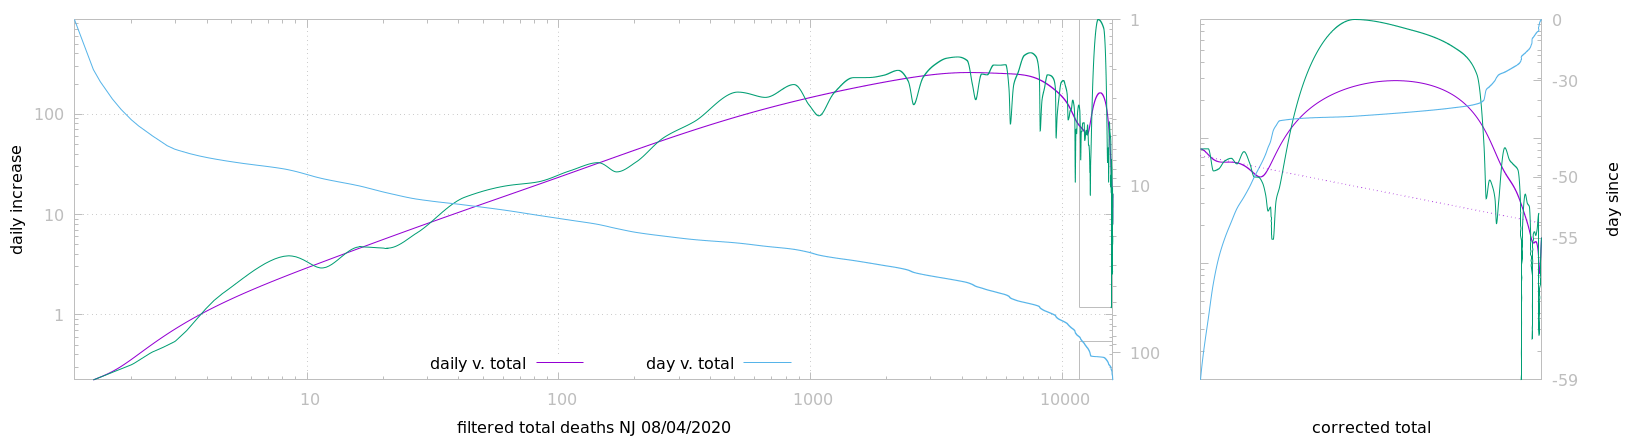 daily increase
100
10
1
10
100
1000
10000
1
10
100
daily v. total
day v. total
filtered total deaths NJ 08/04/2020
0
-30
-50
-55
-59
day since
corrected total